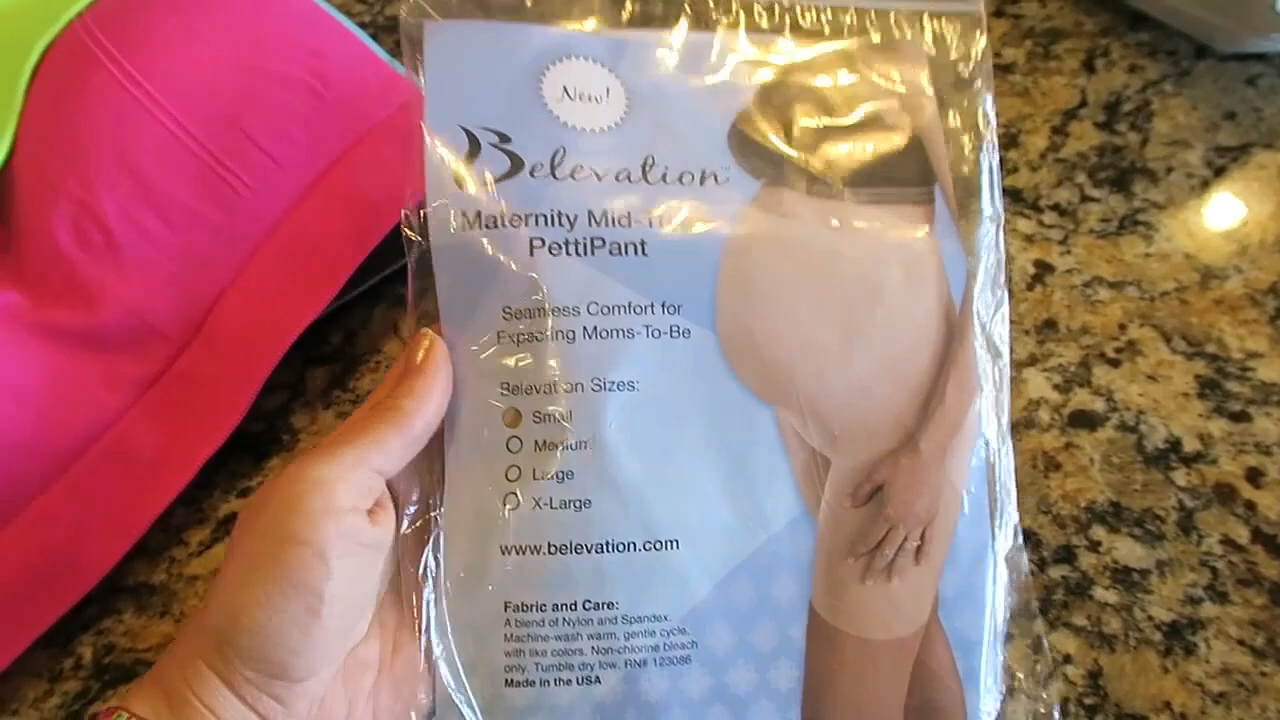 New!
Belevation™
Maternity Mid-
PettiPant
Seamless Comfort for
Expecting Moms-To-Be
Belevation Sizes:
Small
Medium
Large
X-Large
www.belevation.com
Fabric and Care:
A blend of Nylon and Spandex.
Machine-wash warm, gentle cycle,
with like colors. Non-chlorine bleach
only. Tumble dry low. RN# 123086
Made in the USA